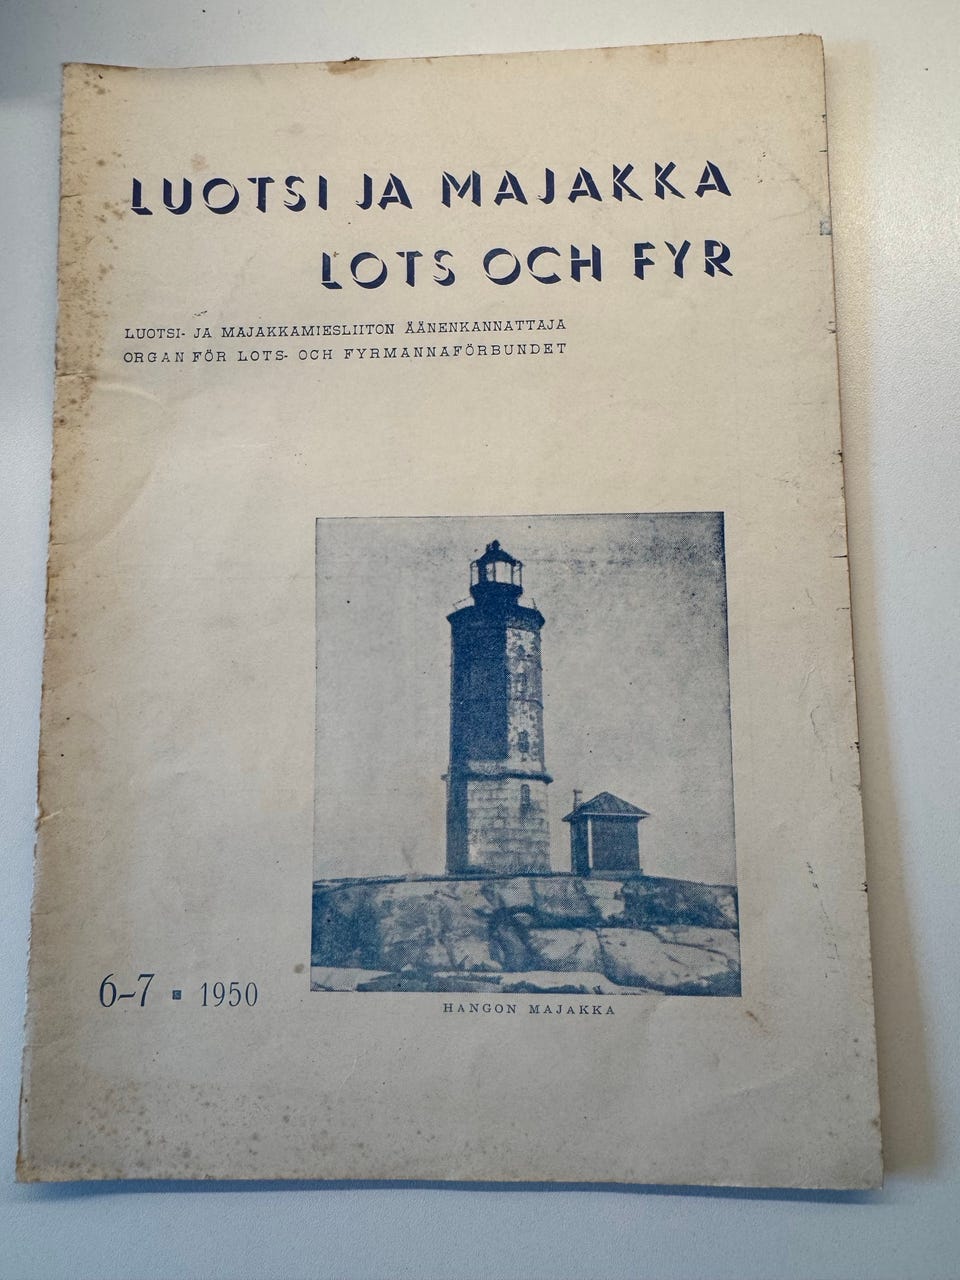 LUOTSI JA MAJAKKA
LOTS OCH FYR
LUOTSI- JA MAJAKKAMIESLIITON ÄÄNENKANNATTAJA
ORGAN FÖR LOTS- OCH FYRMANNAFÖRBUNDET
6–7 ▪ 1950
HANGON MAJAKKA